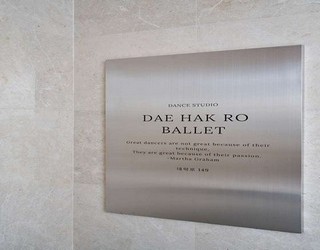 DANCE STUDIO
DAE HAK RO
BALLET
Great dancers are not great because of their
technique,
They are great because of their passion.
-Martha Graham